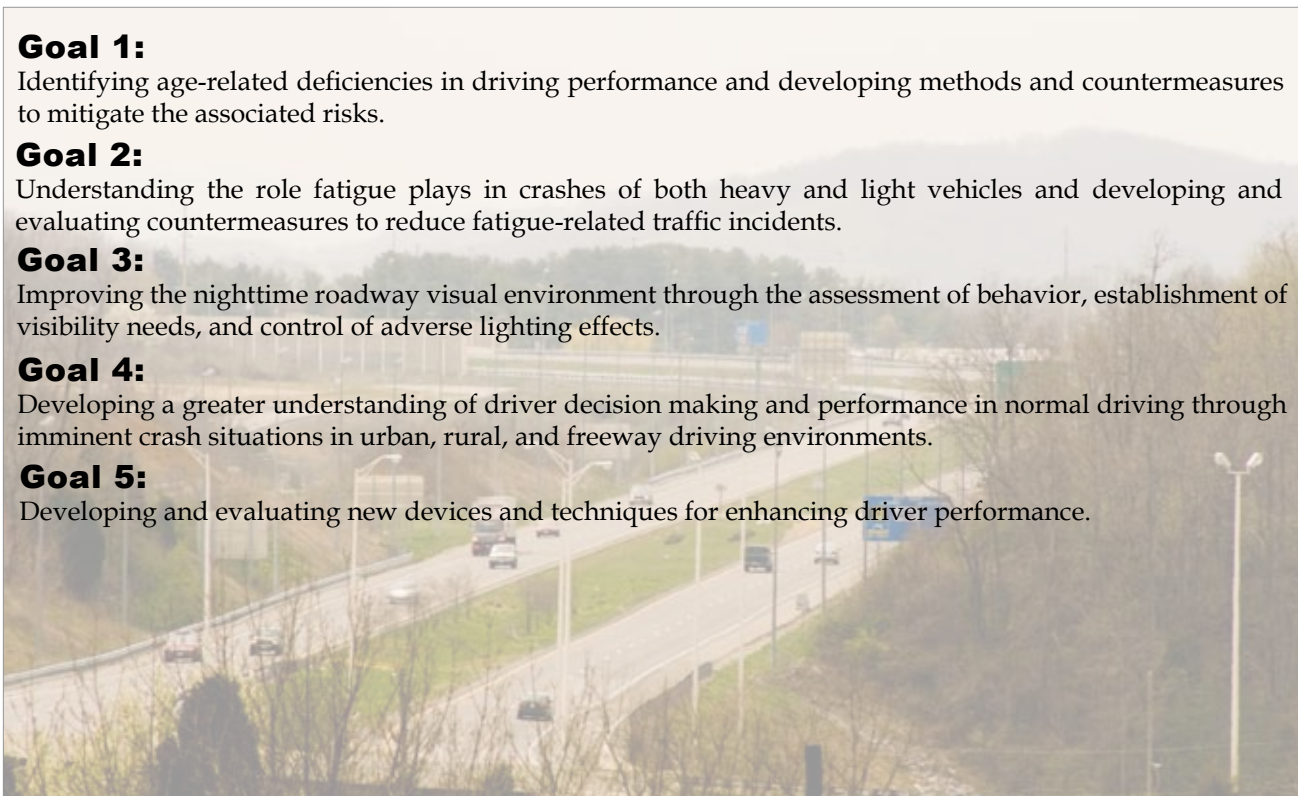 Goal 1:
Identifying age-related deficiencies in driving performance and developing methods and countermeasures
to mitigate the associated risks.
Goal 2:
Understanding the role fatigue plays in crashes of both heavy and light vehicles and developing and
evaluating countermeasures to reduce fatigue-related traffic incidents.
Goal 3:
Improving the nighttime roadway visual environment through the assessment of behavior, establishment of
visibility needs, and control of adverse lighting effects.
Goal 4:
Developing a greater understanding of driver decision making and performance in normal driving through
imminent crash situations in urban, rural, and freeway driving environments.
Goal 5:
Developing and evaluating new devices and techniques for enhancing driver performance.